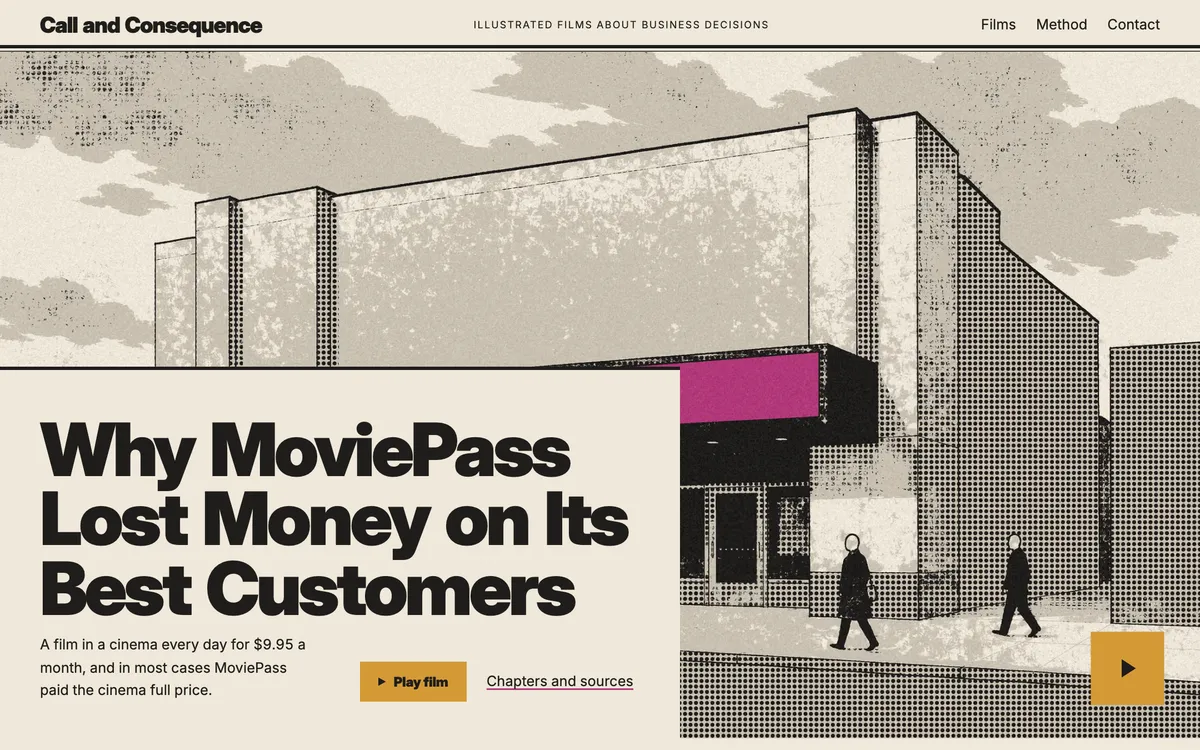 Call and Consequence
ILLUSTRATED FILMS ABOUT BUSINESS DECISIONS
Films
Method
Contact
Why MoviePass
Lost Money on Its
Best Customers
A film in a cinema every day for $9.95 a
month, and in most cases MoviePass
paid the cinema full price.
Play film
Chapters and sources